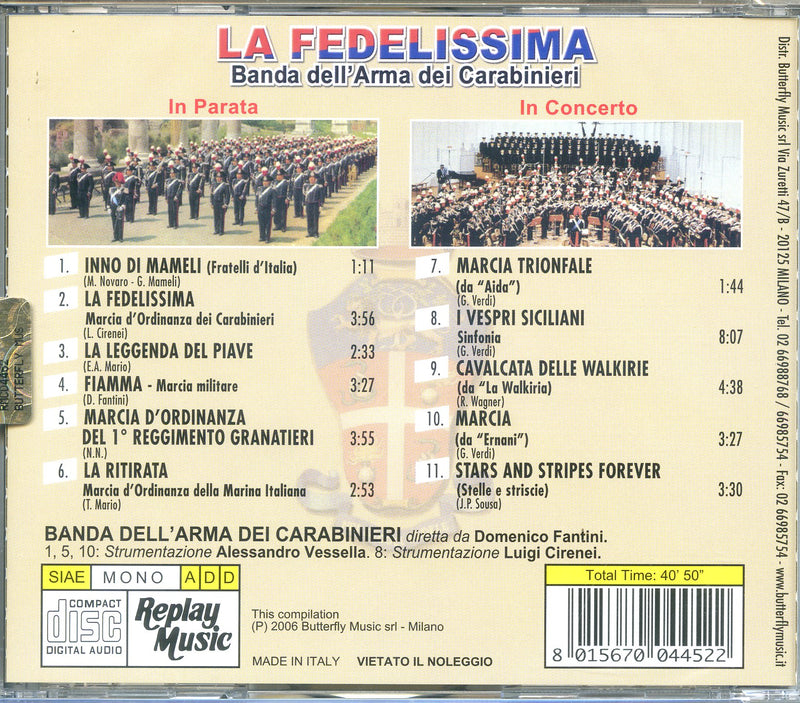 LA FEDELISSIMA
Banda dell'Arma dei Carabinieri
In Parata
1. INNO DI MAMELI (Fratelli d'Italia) 1:11
(M. Novaro - G. Mameli)
2. LA FEDELISSIMA
Marcia d'Ordinanza dei Carabinieri 3:56
(L. Cirenei)
3. LA LEGGENDA DEL PIAVE 2:33
(E.A. Mario)
4. FIAMMA - Marcia militare 3:27
(D. Fantini)
5. MARCIA D'ORDINANZA
DEL 1° REGGIMENTO GRANATIERI 3:55
(N.N.)
6. LA RITIRATA
Marcia d'Ordinanza della Marina Italiana 2:53
(T. Mario)
In Concerto
7. MARCIA TRIONFALE
(da "Aida") 1:44
(G. Verdi)
8. I VESPRI SICILIANI
Sinfonia 8:07
(G. Verdi)
9. CAVALCATA DELLE WALKIRIE
(da "La Walkiria") 4:38
(R. Wagner)
10. MARCIA
(da "Ernani") 3:27
(G. Verdi)
11. STARS AND STRIPES FOREVER
(Stelle e striscie) 3:30
(J.P. Sousa)
BANDA DELL'ARMA DEI CARABINIERI diretta da Domenico Fantini.
1, 5, 10: Strumentazione Alessandro Vessella. 8: Strumentazione Luigi Cirenei.
SIAE MONO A D D
COMPACT
disc
DIGITAL AUDIO
Replay
Music
This compilation
(P) 2006 Butterfly Music srl - Milano
MADE IN ITALY VIETATO IL NOLEGGIO
Total Time: 40' 50"
8 015670 044522
Distr. Butterfly Music srl Via Zuretti 47/B - 20125 MILANO - Tel. 02 66988768 / 66985754 - Fax: 02 66985754 - www.butterflymusic.it
BUTTERFLY MUS